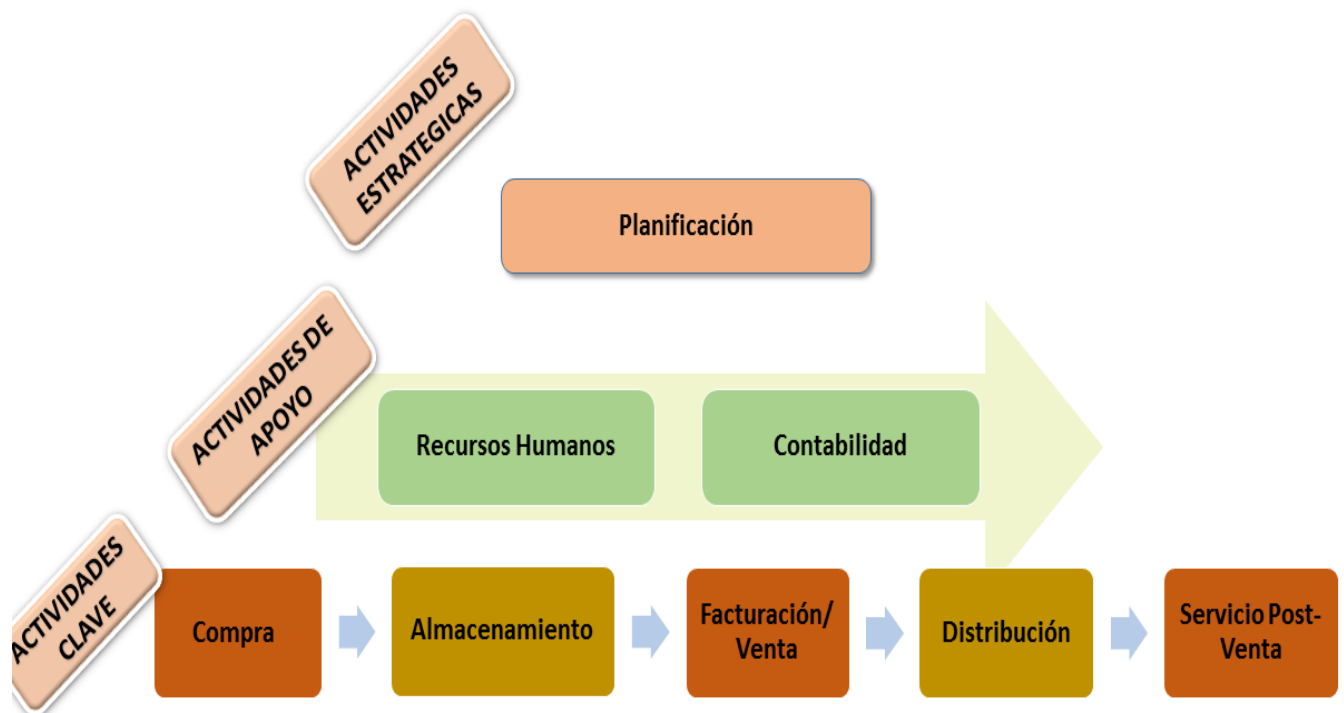 ACTIVIDADES
ESTRATEGICAS
Planificación
ACTIVIDADES DE
APOYO
Recursos Humanos
Contabilidad
ACTIVIDADES
CLAVE
Compra
Almacenamiento
Facturación/
Venta
Distribución
Servicio Post-
Venta